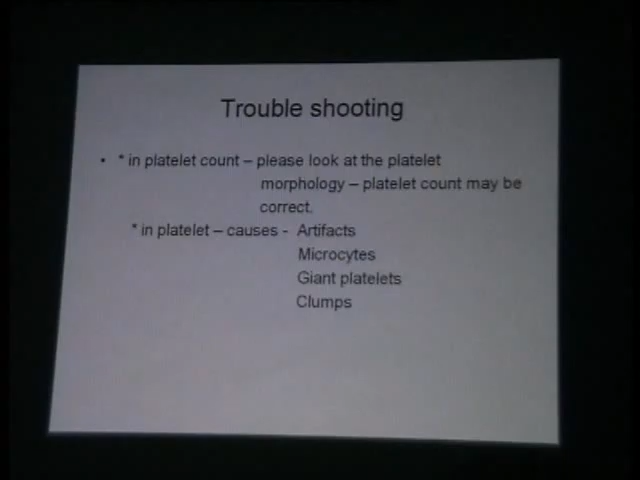 Trouble shooting
• * in platelet count – please look at the platelet
morphology – platelet count may be
correct.
* in platelet – causes - Artifacts
Microcytes
Giant platelets
Clumps